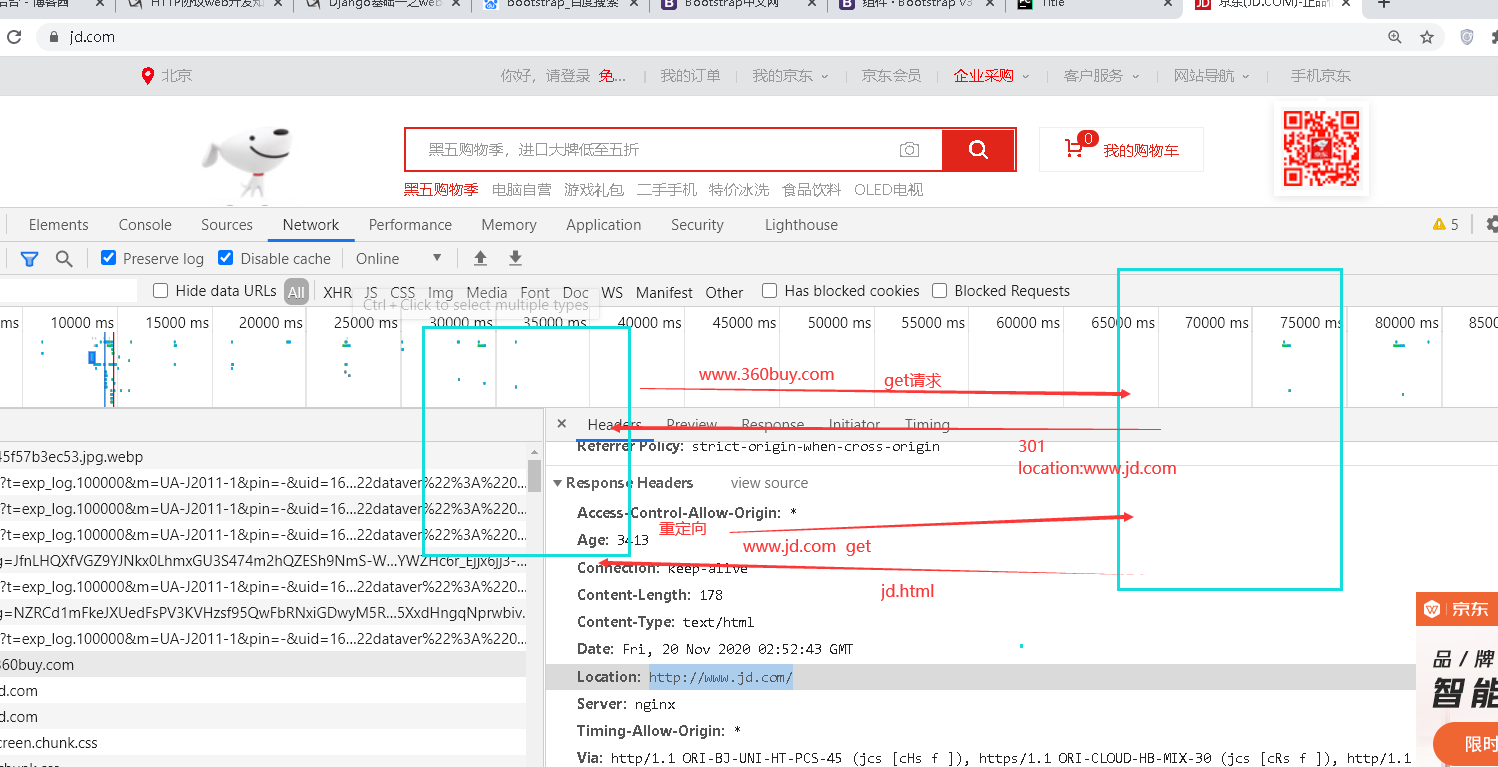 后台 - 博客园
HTTP协议web开发知
Django基础一之web
bootstrap_百度搜索
Bootstrap中文网
组件 · Bootstrap v3
Title
京东(JD.COM)-正品低
jd.com
北京
你好，请登录 免...
我的订单
我的京东
京东会员
企业采购
客户服务
网站导航
手机京东
黑五购物季，进口大牌低至五折
0
我的购物车
黑五购物季 电脑自营 游戏礼包 二手手机 特价冰洗 食品饮料 OLED电视
Elements Console Sources Network Performance Memory Application Security Lighthouse 5
Preserve log Disable cache Online
Hide data URLs All XHR JS CSS Img Media Font Doc WS Manifest Other Has blocked cookies Blocked Requests
Ctrl + Click to select multiple types
ms 10000 ms 15000 ms 20000 ms 25000 ms 30000 ms 35000 ms 40000 ms 45000 ms 50000 ms 55000 ms 60000 ms 65000 ms 70000 ms 75000 ms 80000 ms 8500
www.360buy.com get请求
Headers Preview Response Initiator Timing
301
location:www.jd.com
Referrer Policy: strict-origin-when-cross-origin
Response Headers view source
Access-Control-Allow-Origin: *
重定向
Age: 3413
www.jd.com get
Connection: keep-alive
jd.html
Content-Length: 178
Content-Type: text/html
Date: Fri, 20 Nov 2020 02:52:43 GMT
Location: http://www.jd.com/
Server: nginx
Timing-Allow-Origin: *
Via: http/1.1 ORI-BJ-UNI-HT-PCS-45 (jcs [cHs f ]), https/1.1 ORI-CLOUD-HB-MIX-30 (jcs [cRs f ]), http/1.1
45f57b3ec53.jpg.webp
?t=exp_log.100000&m=UA-J2011-1&pin=-&uid=16...22dataver%22%3A%220...
?t=exp_log.100000&m=UA-J2011-1&pin=-&uid=16...22dataver%22%3A%220...
?t=exp_log.100000&m=UA-J2011-1&pin=-&uid=16...22dataver%22%3A%220...
?t=exp_log.100000&m=UA-J2011-1&pin=-&uid=16...22dataver%22%3A%220...
?t=exp_log.100000&m=UA-J2011-1&pin=-&uid=16...22dataver%22%3A%220...
360buy.com
d.com
d.com
creen.chunk.css
京东
品/牌
智能
限时